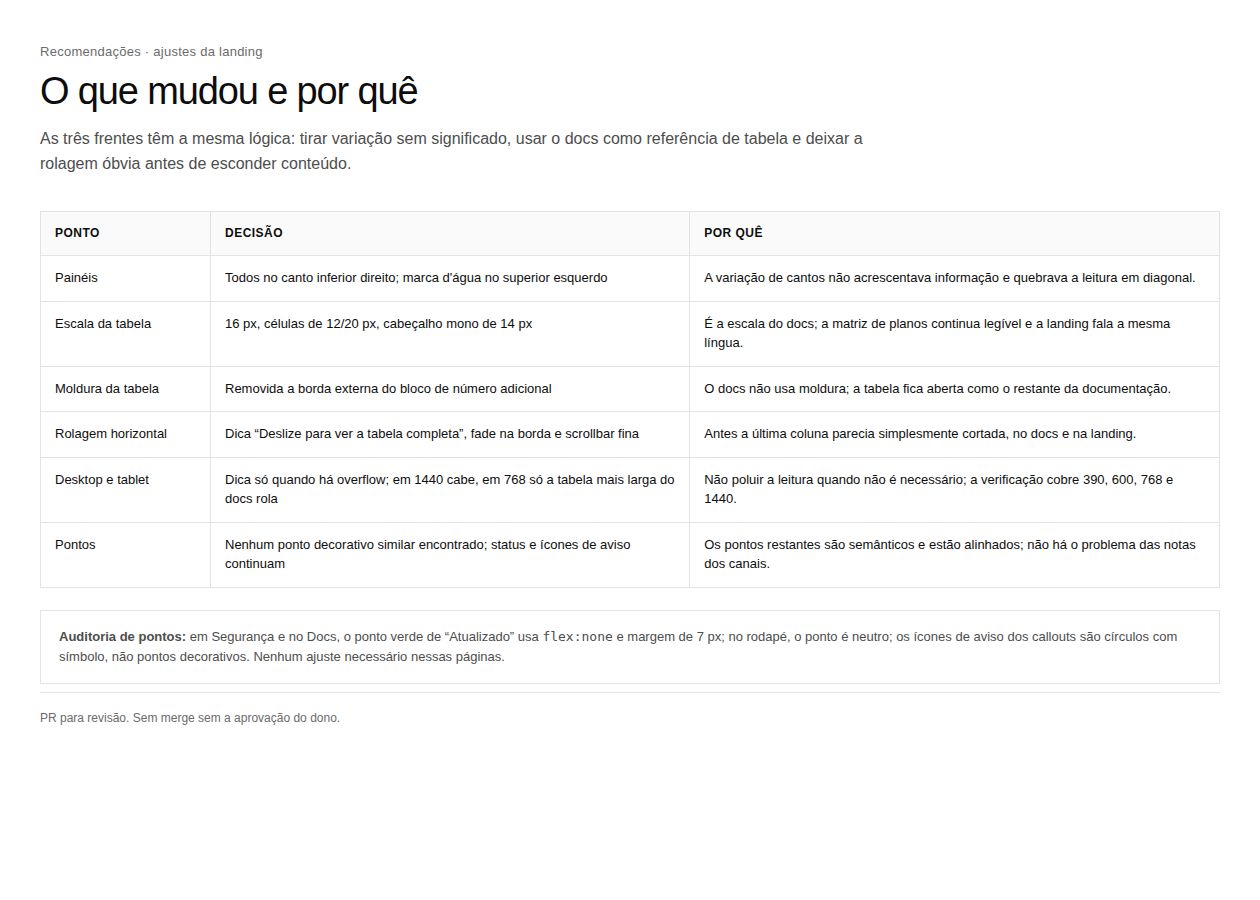 Recomendações · ajustes da landing
O que mudou e por quê
As três frentes têm a mesma lógica: tirar variação sem significado, usar o docs como referência de tabela e deixar a
rolagem óbvia antes de esconder conteúdo.
PONTO DECISÃO POR QUÊ
Painéis Todos no canto inferior direito; marca d'água no superior esquerdo A variação de cantos não acrescentava informação e quebrava a leitura em diagonal.
Escala da tabela 16 px, células de 12/20 px, cabeçalho mono de 14 px É a escala do docs; a matriz de planos continua legível e a landing fala a mesma
língua.
Moldura da tabela Removida a borda externa do bloco de número adicional O docs não usa moldura; a tabela fica aberta como o restante da documentação.
Rolagem horizontal Dica “Deslize para ver a tabela completa”, fade na borda e scrollbar fina Antes a última coluna parecia simplesmente cortada, no docs e na landing.
Desktop e tablet Dica só quando há overflow; em 1440 cabe, em 768 só a tabela mais larga do Não poluir a leitura quando não é necessário; a verificação cobre 390, 600, 768 e
docs rola 1440.
Pontos Nenhum ponto decorativo similar encontrado; status e ícones de aviso Os pontos restantes são semânticos e estão alinhados; não há o problema das notas
continuam dos canais.
Auditoria de pontos: em Segurança e no Docs, o ponto verde de “Atualizado” usa flex:none e margem de 7 px; no rodapé, o ponto é neutro; os ícones de aviso dos callouts são círculos com
símbolo, não pontos decorativos. Nenhum ajuste necessário nessas páginas.
PR para revisão. Sem merge sem a aprovação do dono.